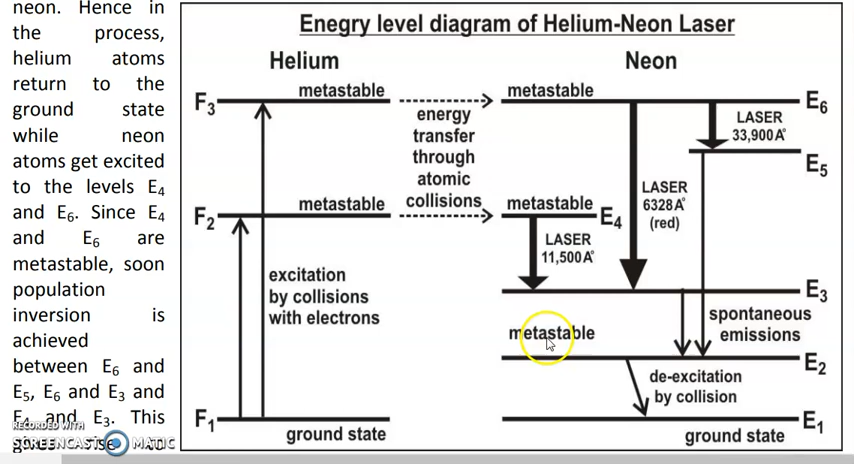 neon. Hence in
the process,
helium atoms
return to the
ground state
while neon
atoms get excited
to the levels E₄
and E₆. Since E₄
and E₆ are
metastable, soon
population
inversion is
achieved
between E₆ and
E₅, E₆ and E₃ and
E₄ and E₃. This
RECORDED WITH
SCREENCAST MATIC
Enegry level diagram of Helium-Neon Laser
Helium
Neon
metastable
metastable
F₃
E₆
energy
transfer
through
atomic
collisions
LASER
33,900A°
E₅
LASER
6328A°
(red)
metastable
metastable
F₂
E₄
LASER
11,500A°
excitation
by collisions
with electrons
E₃
spontaneous
emissions
metastable
E₂
de-excitation
by collision
F₁
E₁
ground state
ground state